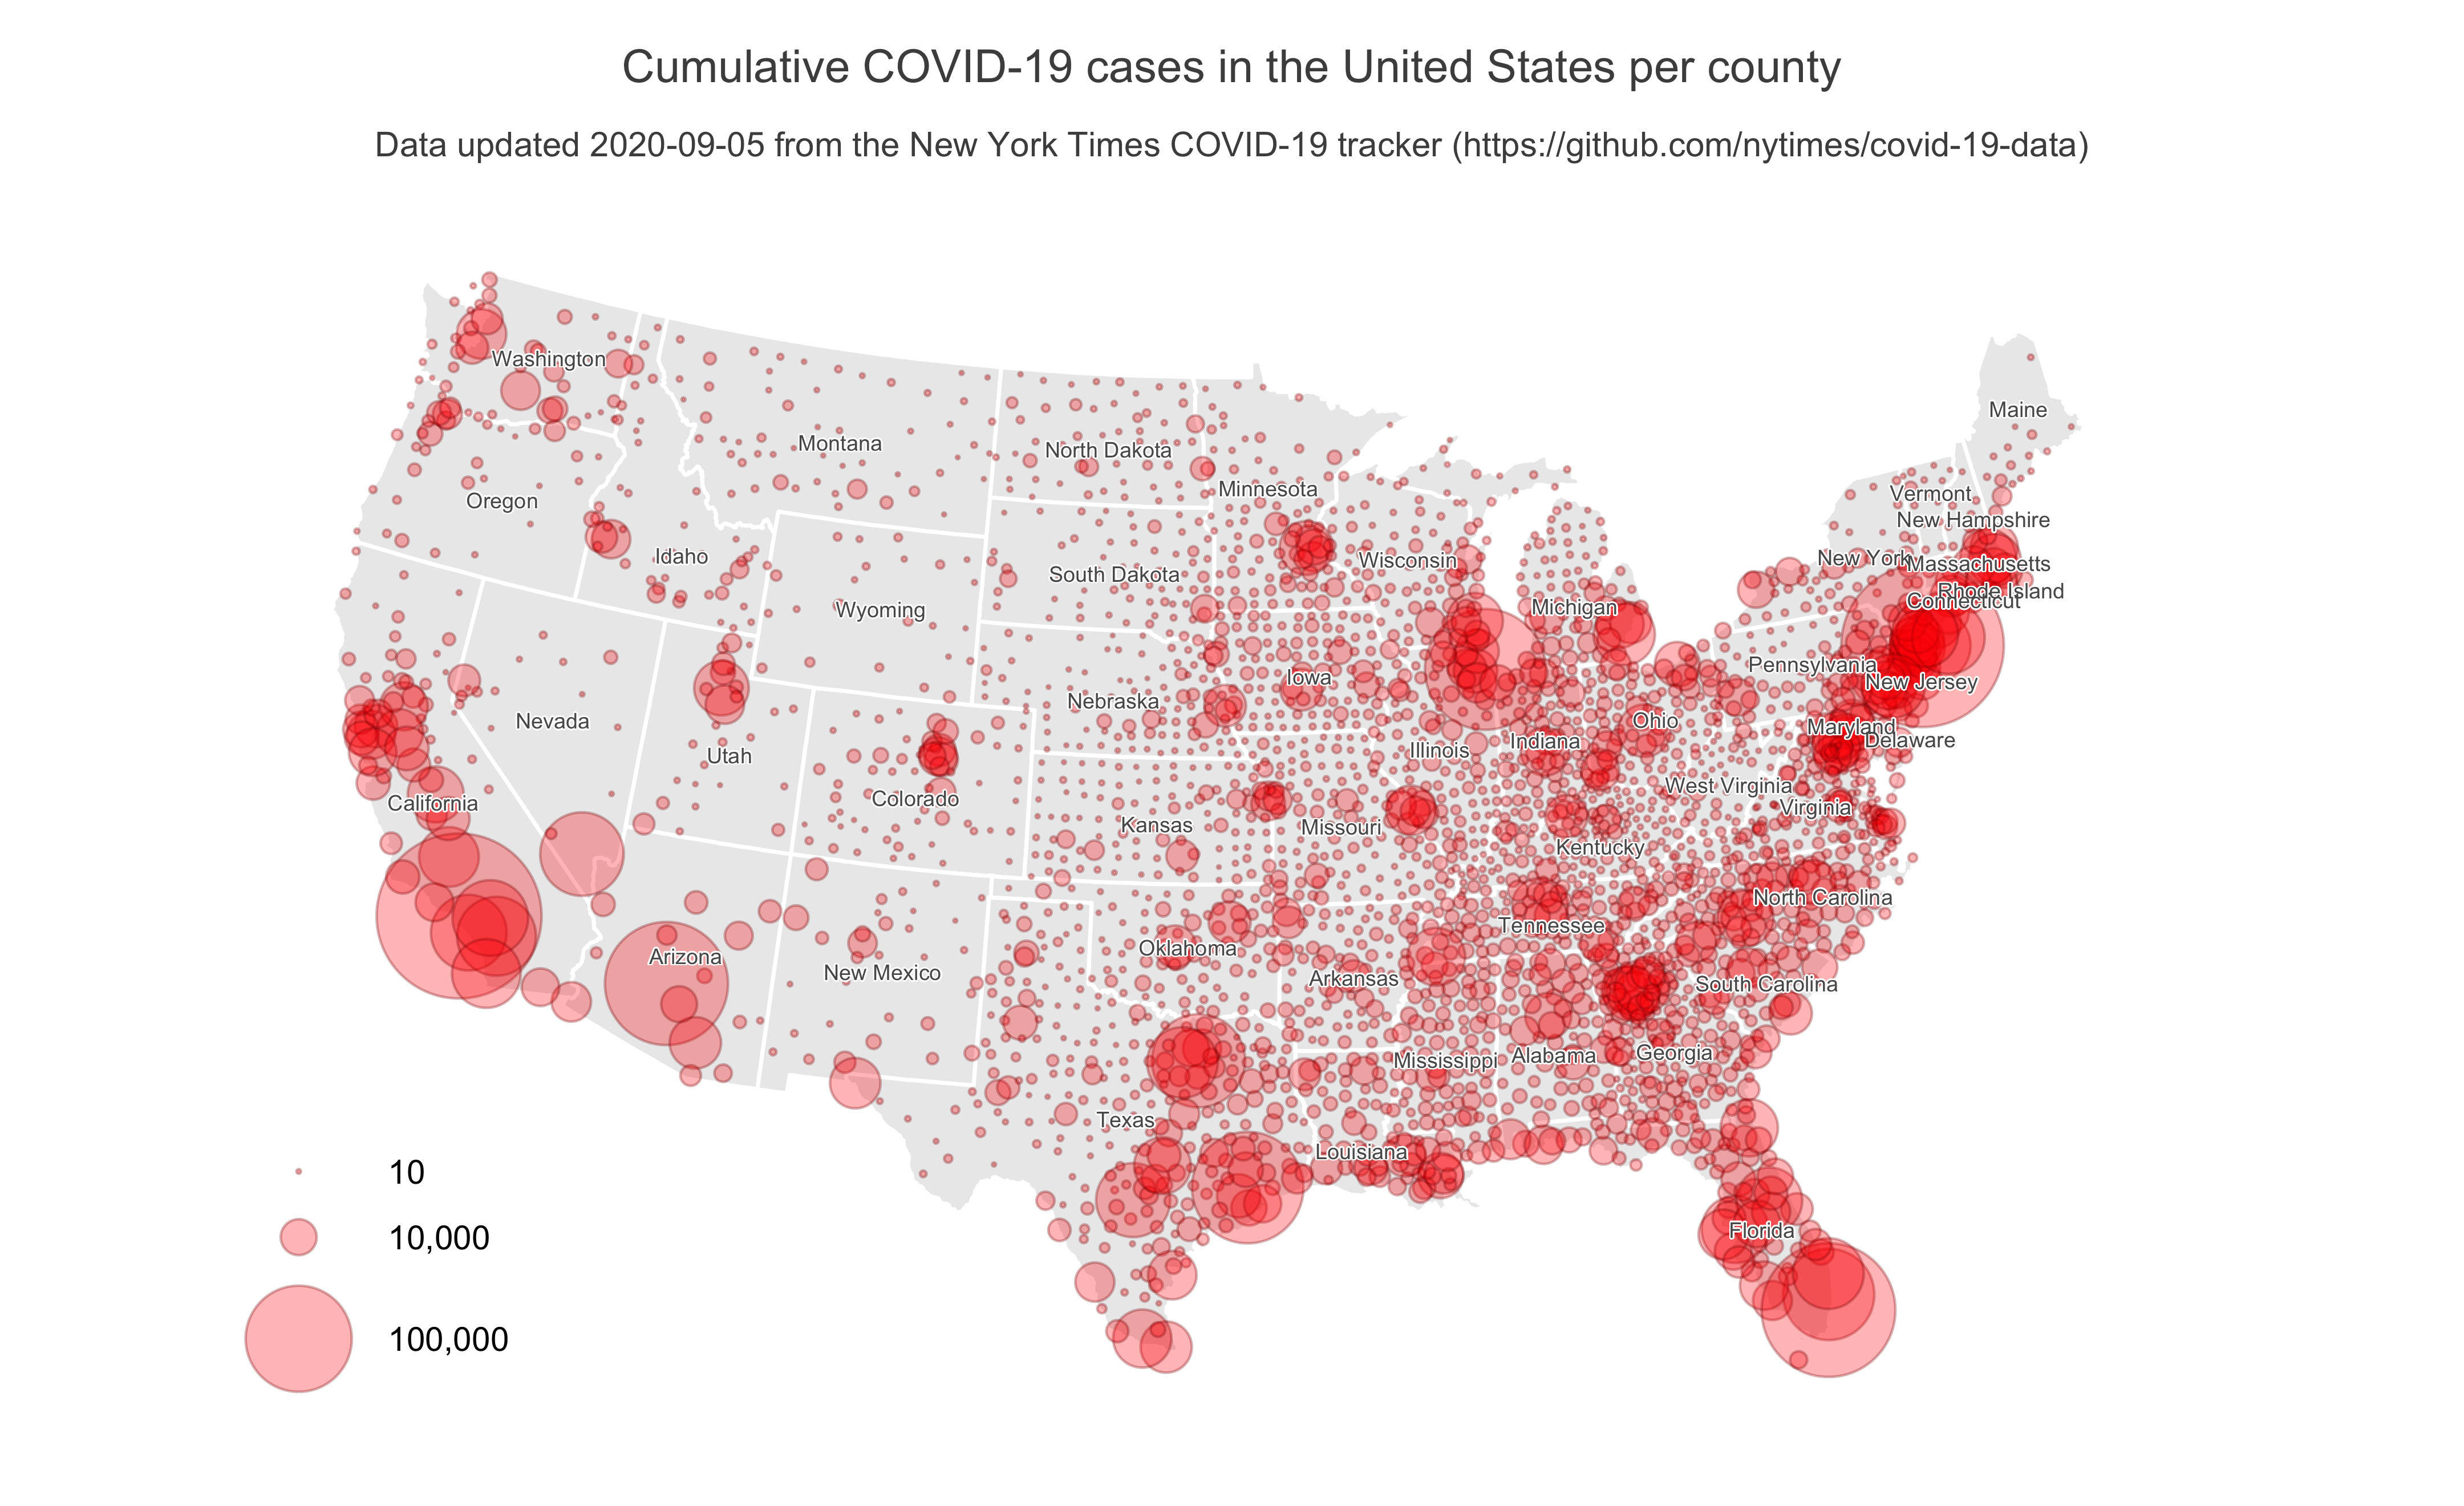 Cumulative COVID-19 cases in the United States per county
Data updated 2020-09-05 from the New York Times COVID-19 tracker (https://github.com/nytimes/covid-19-data)
Washington
Maine
Montana
North Dakota
Minnesota
Vermont
Oregon
New Hampshire
Idaho
Wisconsin
New York
Massachusetts
South Dakota
Rhode Island
Connecticut
Wyoming
Michigan
Pennsylvania
Iowa
New Jersey
Nebraska
Nevada
Ohio
Maryland
Delaware
Utah
Illinois
Indiana
Colorado
California
West Virginia
Virginia
Kansas
Missouri
Kentucky
North Carolina
Tennessee
Oklahoma
Arizona
New Mexico
Arkansas
South Carolina
Mississippi
Alabama
Georgia
Texas
Louisiana
Florida
10
10,000
100,000